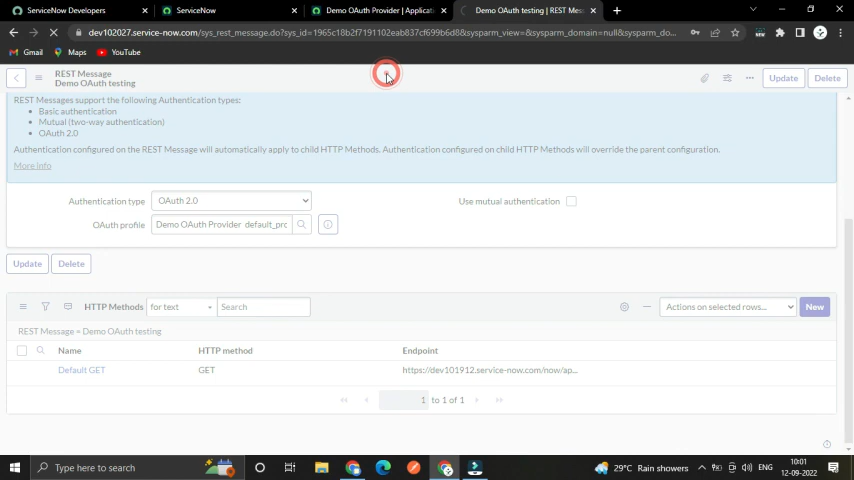 ServiceNow Developers
ServiceNow
Demo OAuth Provider | Applicati
Demo OAuth testing | REST Mess
dev102027.service-now.com/sys_rest_message.do?sys_id=1965c18b2f7191102eab837cf699b6d8&sysparm_view=&sysparm_domain=null&sysparm_do...
Gmail
Maps
YouTube
REST Message
Demo OAuth testing
Update
Delete
REST Messages support the following Authentication types:
• Basic authentication
• Mutual (two-way authentication)
• OAuth 2.0
Authentication configured on the REST Message will automatically apply to child HTTP Methods. Authentication configured on child HTTP Methods will override the parent configuration.
More info
Authentication type
OAuth 2.0
Use mutual authentication
OAuth profile
Demo OAuth Provider default_prc
Update
Delete
HTTP Methods
for text
Search
Actions on selected rows...
New
REST Message = Demo OAuth testing
Name
HTTP method
Endpoint
Default GET
GET
https://dev101912.service-now.com/now/ap...
1 to 1 of 1
Type here to search
29°C Rain showers
ENG
10:01
12-09-2022